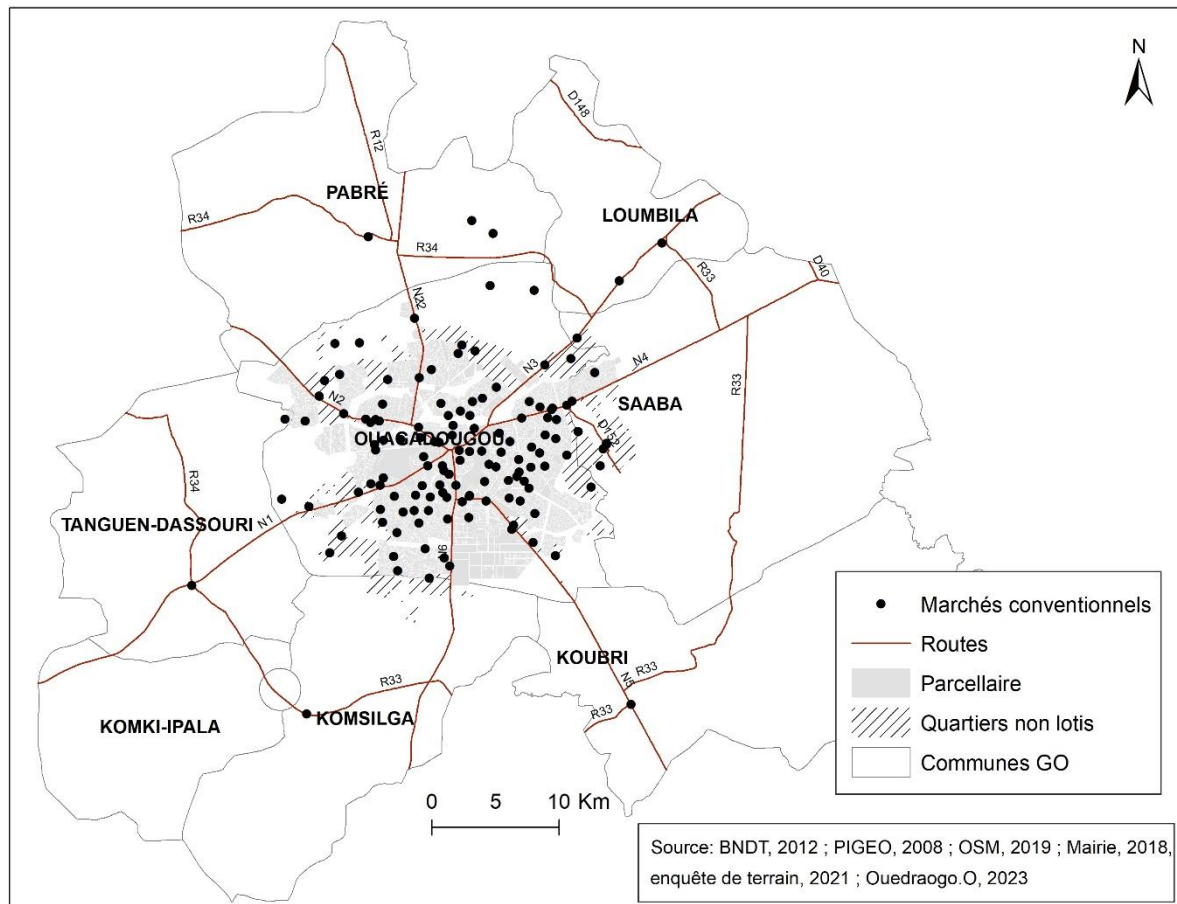 N
D148
R12
PABRÉ
LOUMBILA
R34
R34
R33
D40
N22
N3
N4
N2
R33
SAABA
D152
OUAGADOUGOU
R34
TANGUEN-DASSOURI
N1
N6
Marchés conventionnels
Routes
Parcellaire
Quartiers non lotis
Communes GO
KOUBRI
R33
N5
R33
R33
KOMKI-IPALA
KOMSILGA
0 5 10 Km
Source: BNDT, 2012 ; PIGEO, 2008 ; OSM, 2019 ; Mairie, 2018,
enquête de terrain, 2021 ; Ouedraogo.O, 2023